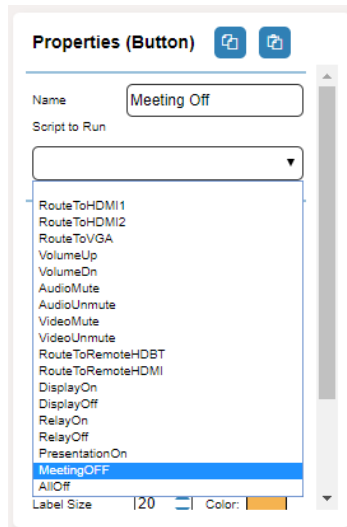 Properties (Button)
Name Meeting Off
Script to Run
RouteToHDMI1
RouteToHDMI2
RouteToVGA
VolumeUp
VolumeDn
AudioMute
AudioUnmute
VideoMute
VideoUnmute
RouteToRemoteHDBT
RouteToRemoteHDMI
DisplayOn
DisplayOff
RelayOn
RelayOff
PresentationOn
MeetingOFF
AllOff
Label Size 20 Color: